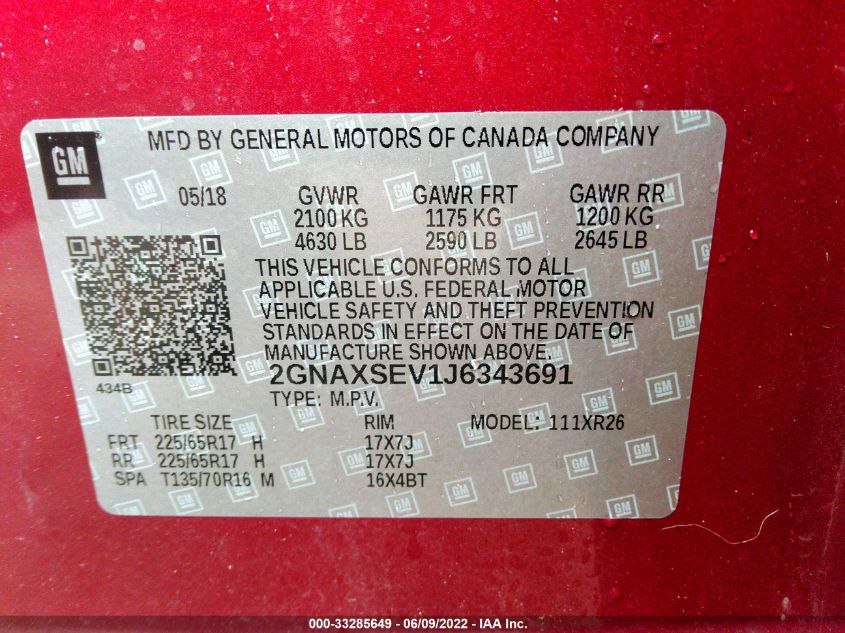 GM
MFD BY GENERAL MOTORS OF CANADA COMPANY
05/18 GVWR GAWR FRT GAWR RR
2100 KG 1175 KG 1200 KG
4630 LB 2590 LB 2645 LB
THIS VEHICLE CONFORMS TO ALL
APPLICABLE U.S. FEDERAL MOTOR
VEHICLE SAFETY AND THEFT PREVENTION
STANDARDS IN EFFECT ON THE DATE OF
MANUFACTURE SHOWN ABOVE.
434B 2GNAXSEV1J6343691
TYPE: M.P.V.
TIRE SIZE RIM MODEL: 111XR26
FRT 225/65R17 H 17X7J
RR 225/65R17 H 17X7J
SPA T135/70R16 M 16X4BT
000-33285649 - 06/09/2022 - IAA Inc.